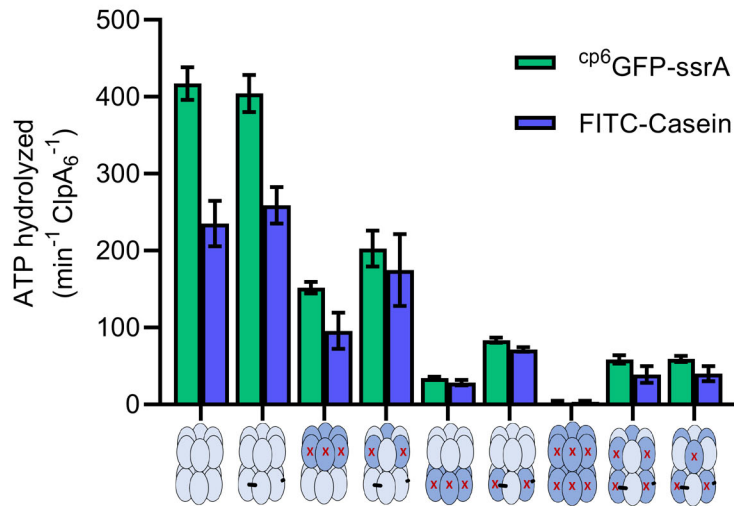 500
400
300
200
100
0
ATP hydrolyzed
(min⁻¹ ClpA₆⁻¹)
cp6GFP-ssrA
FITC-Casein
X X X
X X
X X X
X X
X X X
X X X
X X
X X
X
X X